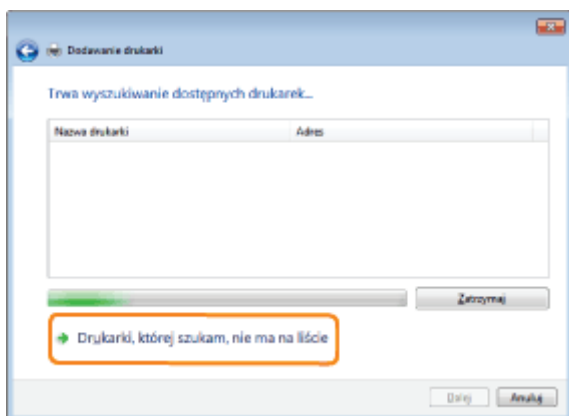 Dodawanie drukarki
Trwa wyszukiwanie dostępnych drukarek...
Nazwa drukarki Adres
Zatrzymaj
Drukarki, której szukam, nie ma na liście
Dalej Anuluj